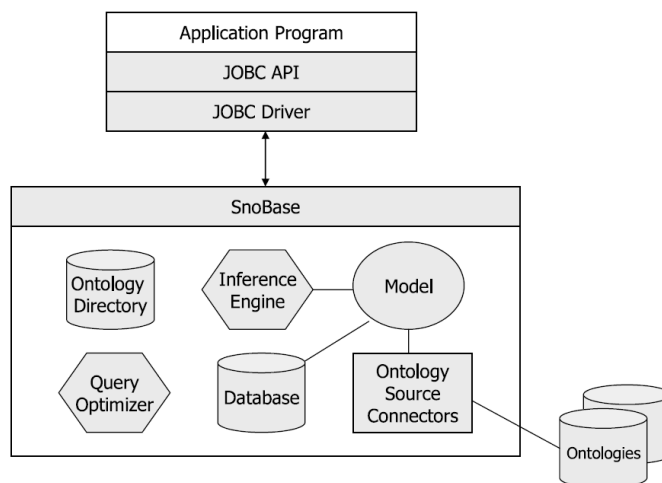 Application Program
JOBC API
JOBC Driver
SnoBase
Ontology
Directory
Inference
Engine
Model
Query
Optimizer
Database
Ontology
Source
Connectors
Ontologies